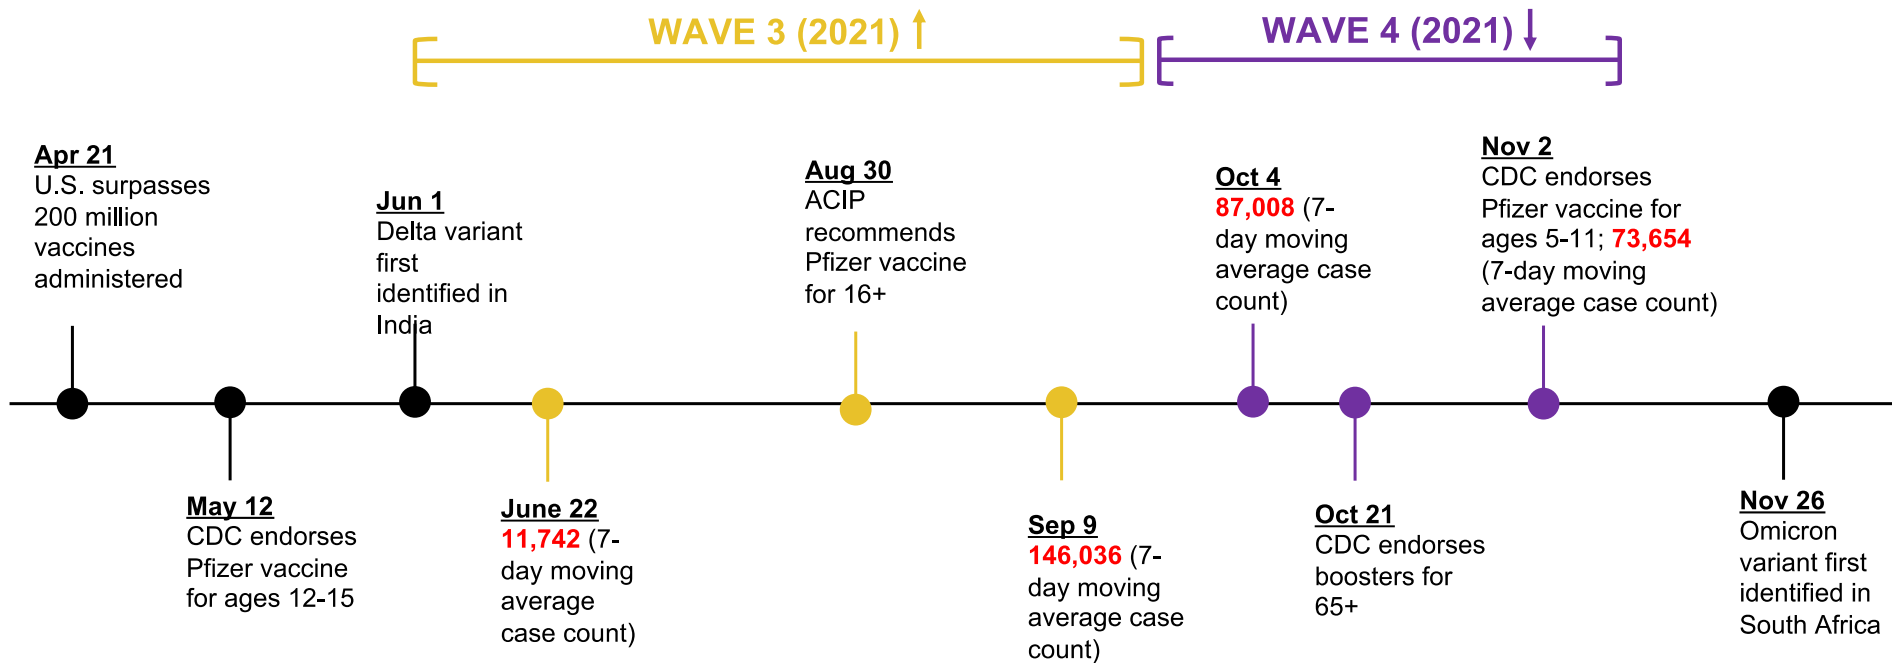 WAVE 3 (2021)
WAVE 4 (2021)
Apr 21
U.S. surpasses
200 million
vaccines
administered
May 12
CDC endorses
Pfizer vaccine
for ages 12-15
Jun 1
Delta variant
first
identified in
India
June 22
11,742 (7-
day moving
average
case count)
Aug 30
ACIP
recommends
Pfizer vaccine
for 16+
Sep 9
146,036 (7-
day moving
average case
count)
Oct 4
87,008 (7-
day moving
average case
count)
Oct 21
CDC endorses
boosters for
65+
Nov 2
CDC endorses
Pfizer vaccine for
ages 5-11; 73,654
(7-day moving
average case count)
Nov 26
Omicron
variant first
identified in
South Africa